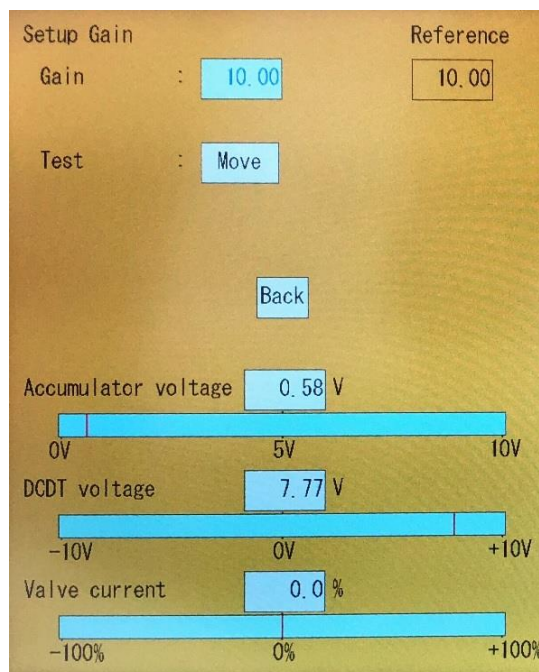 Setup Gain Reference
Gain : 10.00 10.00
Test : Move
Back
Accumulator voltage 0.58 V
0V 5V 10V
DCDT voltage 7.77 V
-10V 0V +10V
Valve current 0.0 %
-100% 0% +100%